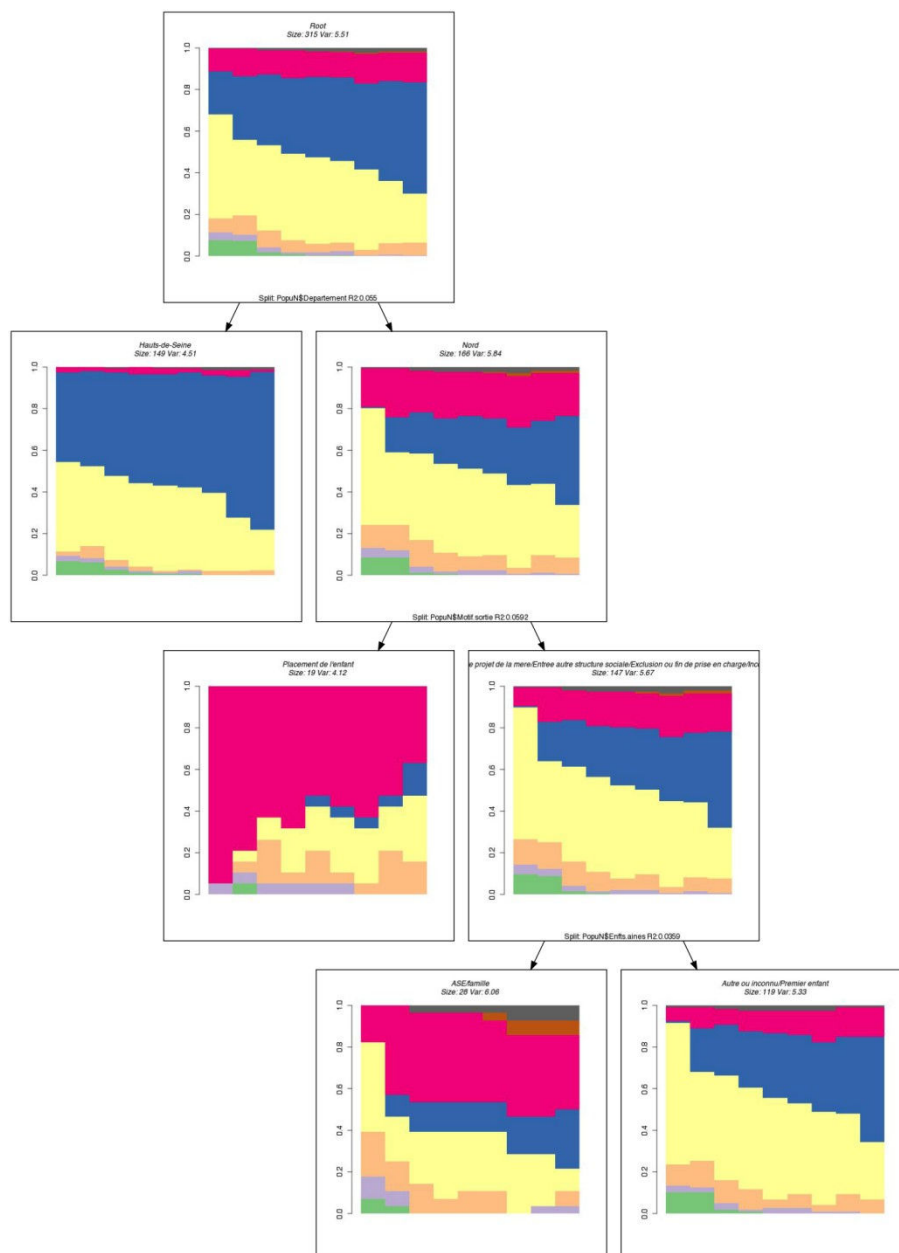 Root
Size: 315 Var: 5.51
1.0
0.8
0.6
0.4
0.2
0.0
Split: PopuN$Departement R2:0.055
Hauts-de-Seine
Size: 149 Var: 4.51
1.0
0.8
0.6
0.4
0.2
0.0
Nord
Size: 166 Var: 5.84
1.0
0.8
0.6
0.4
0.2
0.0
Split: PopuN$Motif.sortie R2:0.0592
Placement de l'enfant
Size: 19 Var: 4.12
1.0
0.8
0.6
0.4
0.2
0.0
e projet de la mere/Entree autre structure sociale/Exclusion ou fin de prise en charge/Inco
Size: 147 Var: 5.67
1.0
0.8
0.6
0.4
0.2
0.0
Split: PopuN$Enfts.aines R2:0.0359
ASE/famille
Size: 28 Var: 6.06
1.0
0.8
0.6
0.4
0.2
0.0
Autre ou inconnu/Premier enfant
Size: 119 Var: 5.33
1.0
0.8
0.6
0.4
0.2
0.0